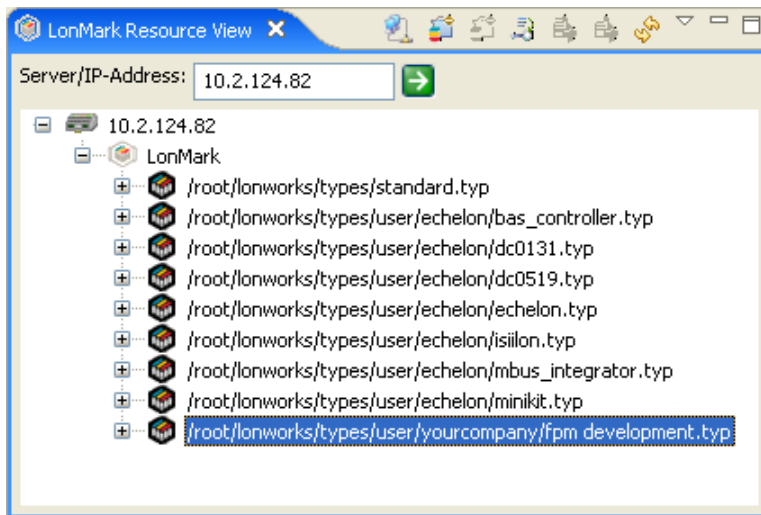 LonMark Resource View
Server/IP-Address: 10.2.124.82
10.2.124.82
LonMark
/root/lonworks/types/standard.typ
/root/lonworks/types/user/echelon/bas_controller.typ
/root/lonworks/types/user/echelon/dc0131.typ
/root/lonworks/types/user/echelon/dc0519.typ
/root/lonworks/types/user/echelon/echelon.typ
/root/lonworks/types/user/echelon/isiilon.typ
/root/lonworks/types/user/echelon/mbus_integrator.typ
/root/lonworks/types/user/echelon/minikit.typ
/root/lonworks/types/user/yourcompany/fpm development.typ